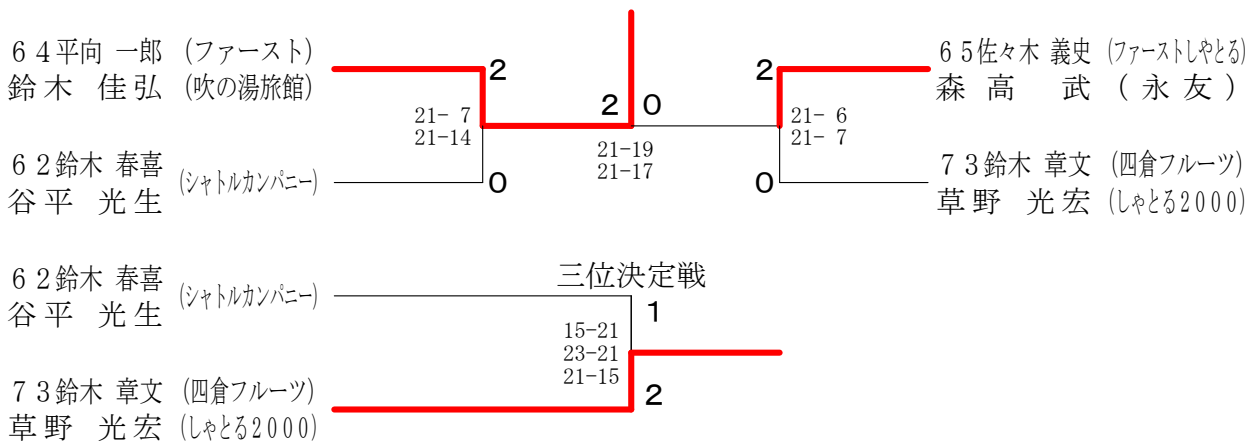 64平向 一郎 (ファースト)
鈴木 佳弘 (吹の湯旅館)
2
21- 7
21-14
62鈴木 春喜
谷平 光生
(シャトルカンパニー)
0
2 0
21-19
21-17
65佐々木 義史 (ファーストしやとる)
森高 武 (永友)
2
21- 6
21- 7
73鈴木 章文 (四倉フルーツ)
草野 光宏 (しゃとる2000)
0
三位決定戦
62鈴木 春喜
谷平 光生
(シャトルカンパニー)
1
15-21
23-21
21-15
73鈴木 章文 (四倉フルーツ)
草野 光宏 (しゃとる2000)
2